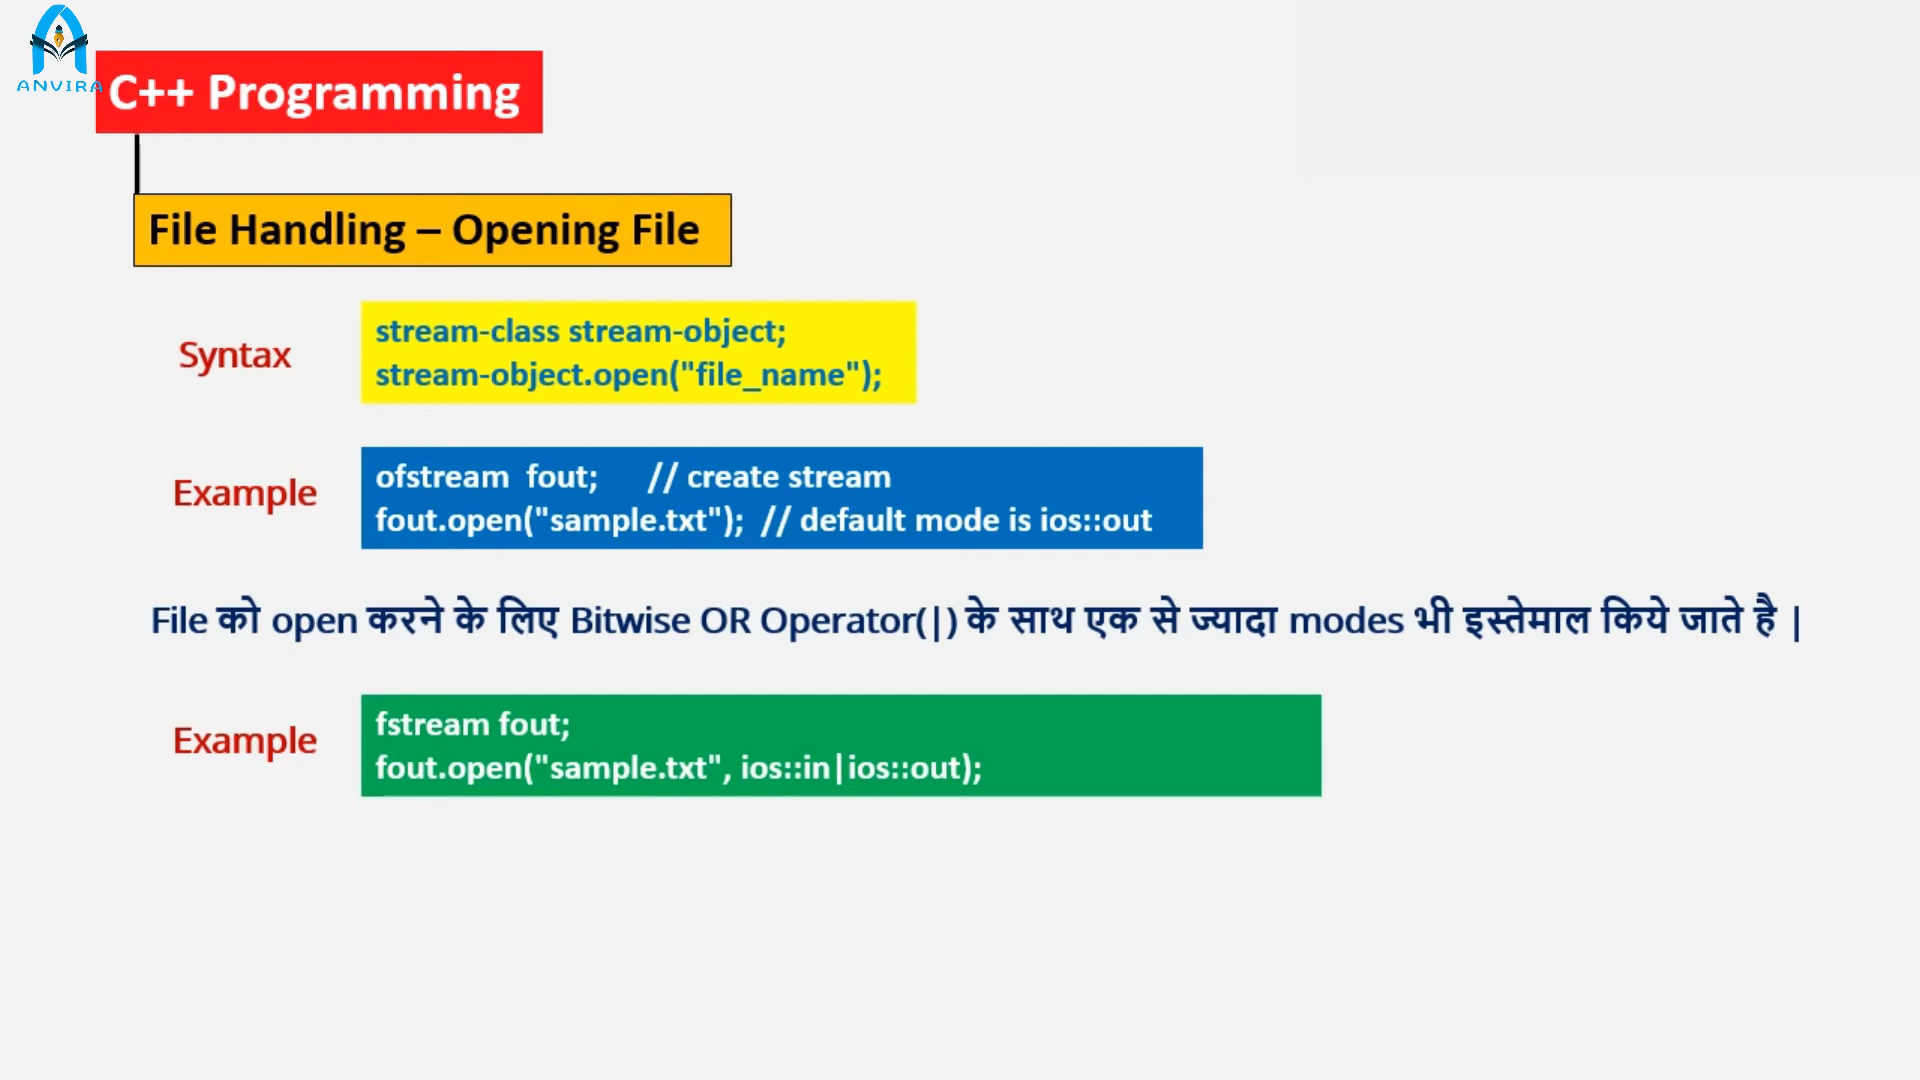 ANVIRA
C++ Programming
File Handling – Opening File
Syntax
stream-class stream-object;
stream-object.open("file_name");
Example
ofstream fout; // create stream
fout.open("sample.txt"); // default mode is ios::out
File को open करने के लिए Bitwise OR Operator(|) के साथ एक से ज्यादा modes भी इस्तेमाल किये जाते है |
Example
fstream fout;
fout.open("sample.txt", ios::in|ios::out);